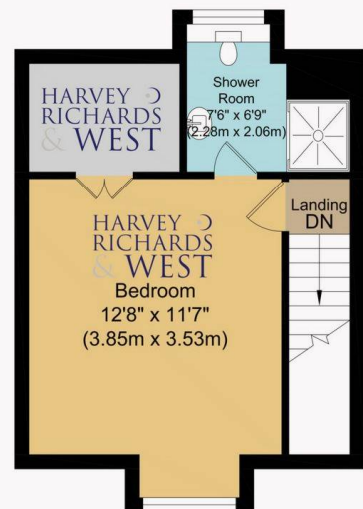 HARVEY
RICHARDS
& WEST
Shower
Room
7'6" x 6'9"
(2.28m x 2.06m)
Landing
DN
HARVEY
RICHARDS
& WEST
Bedroom
12'8" x 11'7"
(3.85m x 3.53m)